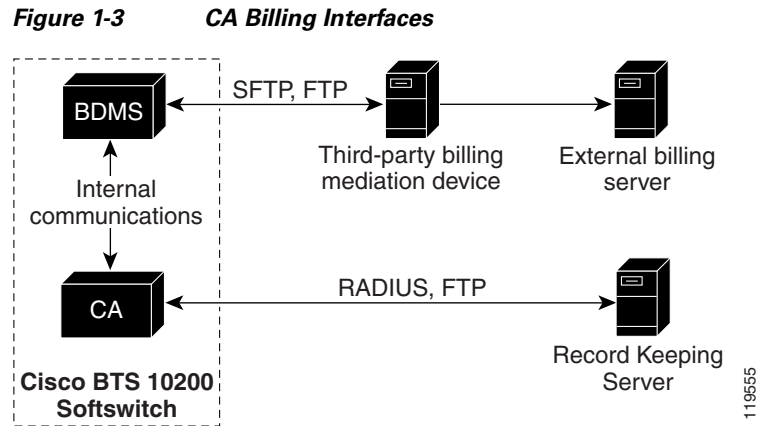 Figure 1-3 CA Billing Interfaces
BDMS
SFTP, FTP
Third-party billing
mediation device
External billing
server
Internal
communications
CA
RADIUS, FTP
Record Keeping
Server
Cisco BTS 10200
Softswitch
119555